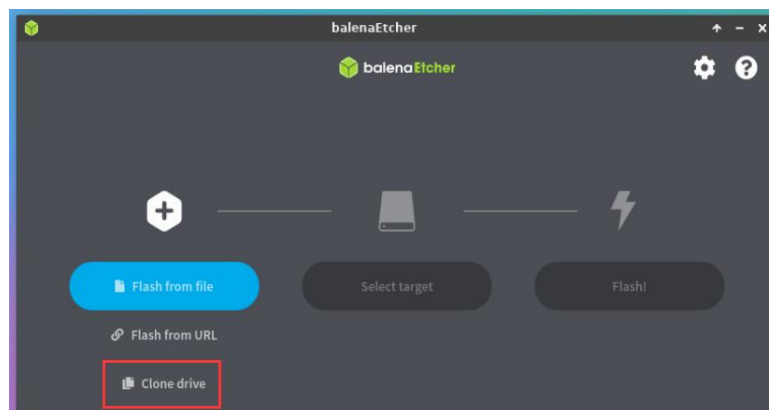 balenaEtcher
balenaEtcher
Flash from file
Select target
Flash!
Flash from URL
Clone drive